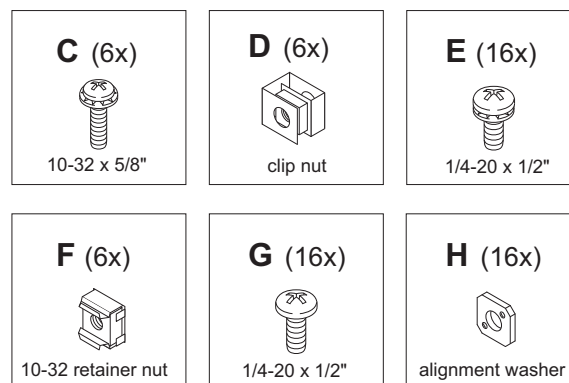 C (6x)
10-32 x 5/8"
D (6x)
clip nut
E (16x)
1/4-20 x 1/2"
F (6x)
10-32 retainer nut
G (16x)
1/4-20 x 1/2"
H (16x)
alignment washer